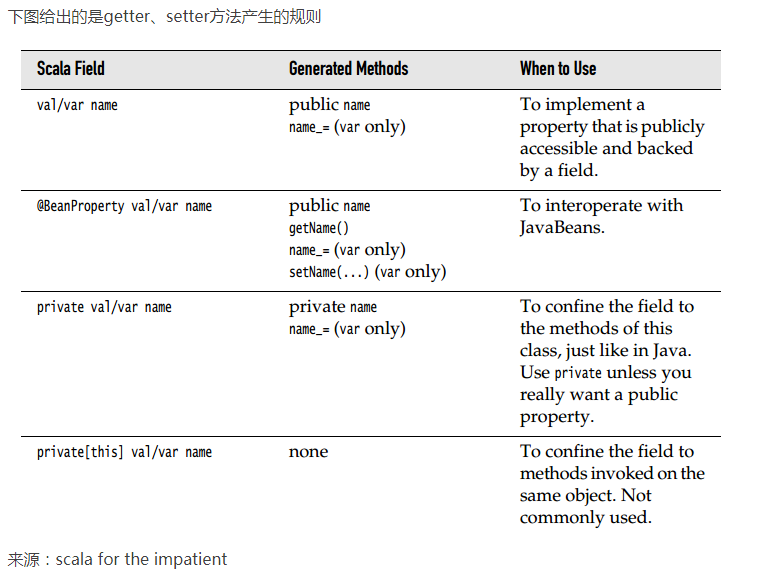 下图给出的是getter、setter方法产生的规则
Scala Field Generated Methods When to Use
val/var name public name To implement a
name_= (var only) property that is publicly
accessible and backed
by a field.
@BeanProperty val/var name public name To interoperate with
getName() JavaBeans.
name_= (var only)
setName(...) (var only)
private val/var name private name To confine the field to
name_= (var only) the methods of this
class, just like in Java.
Use private unless you
really want a public
property.
private[this] val/var name none To confine the field to
methods invoked on the
same object. Not
commonly used.
来源：scala for the impatient